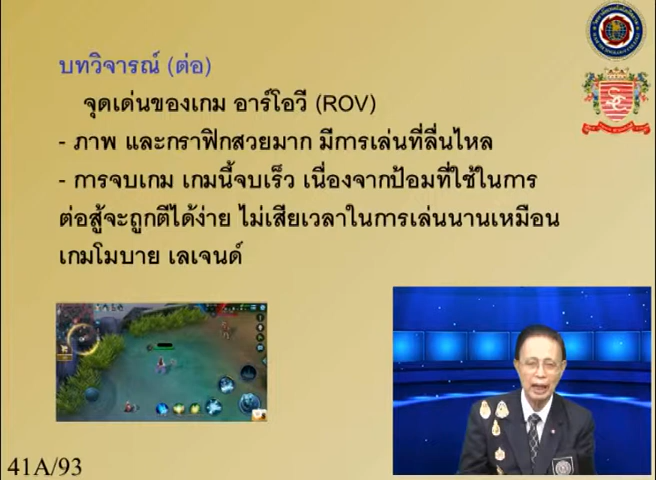 บทวิจารณ์ (ต่อ)
จุดเด่นของเกม อาร์โอวี (ROV)
- ภาพ และกราฟิกสวยมาก มีการเล่นที่ลื่นไหล
- การจบเกม เกมนี้จบเร็ว เนื่องจากป้อมที่ใช้ในการ
ต่อสู้จะถูกตีได้ง่าย ไม่เสียเวลาในการเล่นนานเหมือน
เกมโมบาย เลเจนด์
41A/93